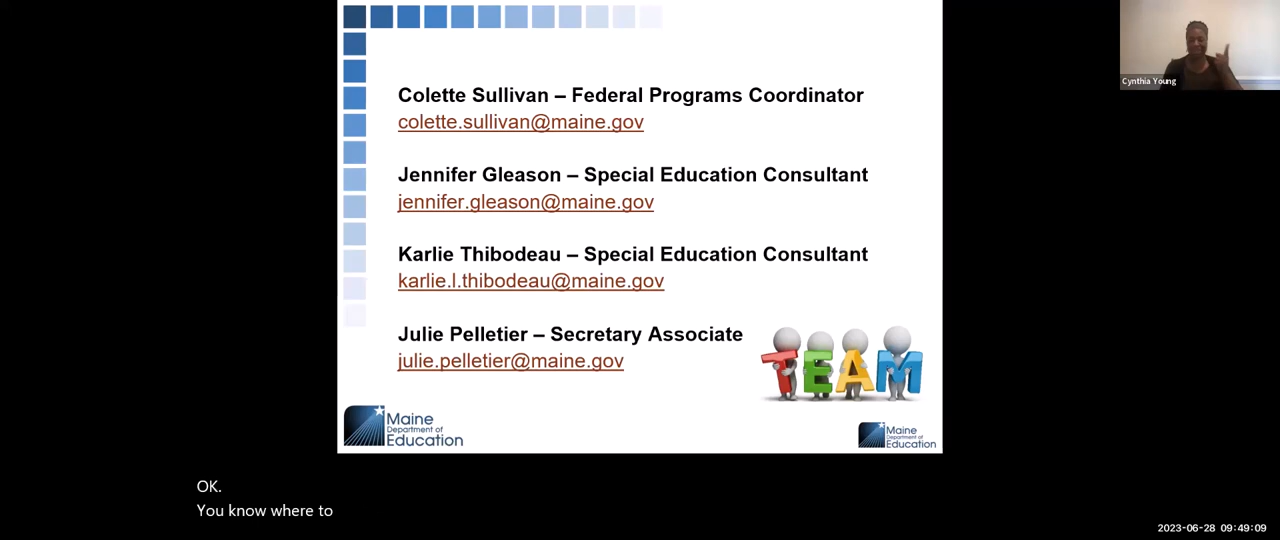 Colette Sullivan – Federal Programs Coordinator
colette.sullivan@maine.gov
Jennifer Gleason – Special Education Consultant
jennifer.gleason@maine.gov
Karlie Thibodeau – Special Education Consultant
karlie.l.thibodeau@maine.gov
Julie Pelletier – Secretary Associate
julie.pelletier@maine.gov
TEAM
Maine
Department of
Education
Maine
Department of
Education
Cynthia Young
OK.
You know where to
2023-06-28 09:49:09